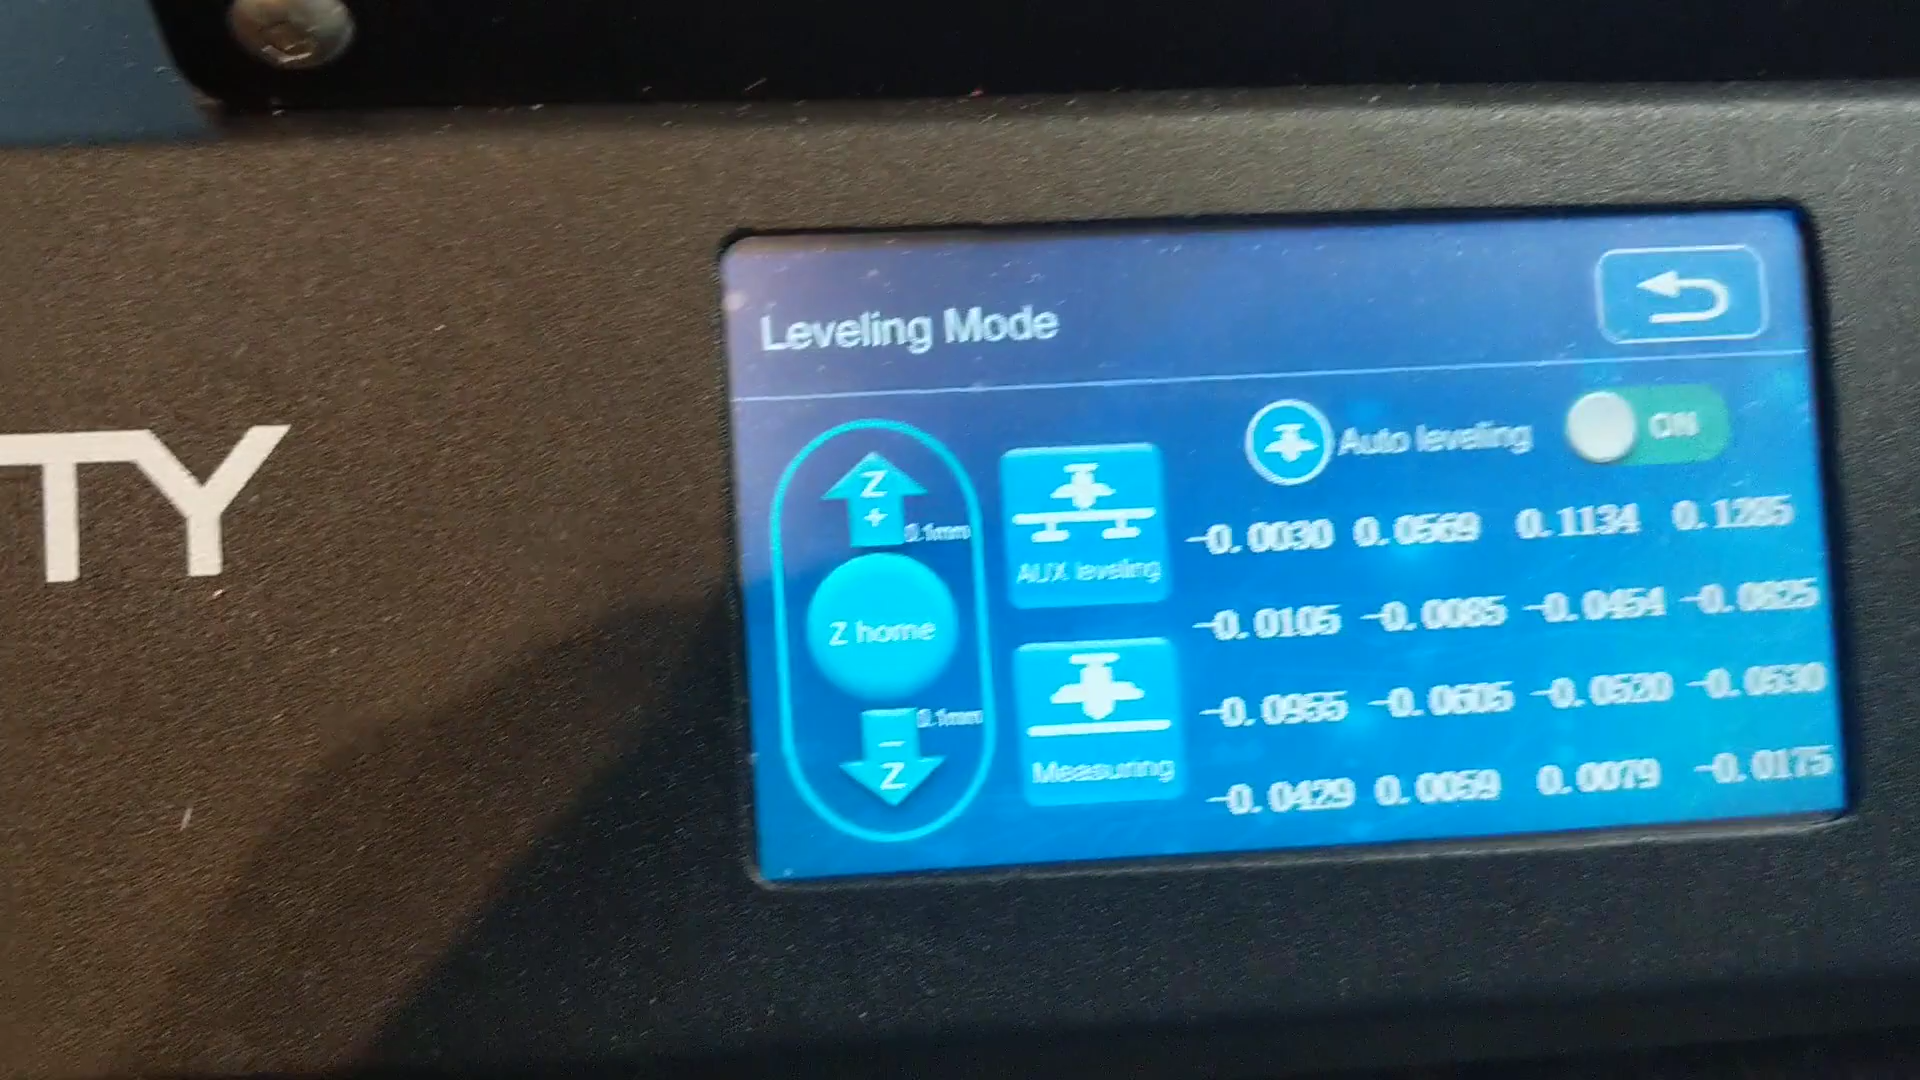 TY
Leveling Mode
Auto leveling ON
Z
+
0.1mm
AUX leveling
-0.0030 0.0569 0.1134 0.1285
-0.0105 -0.0085 -0.0454 -0.0825
Z home
-0.0955 -0.0605 -0.0520 -0.0530
0.1mm
-
Z
Measuring
-0.0429 0.0059 0.0079 -0.0175